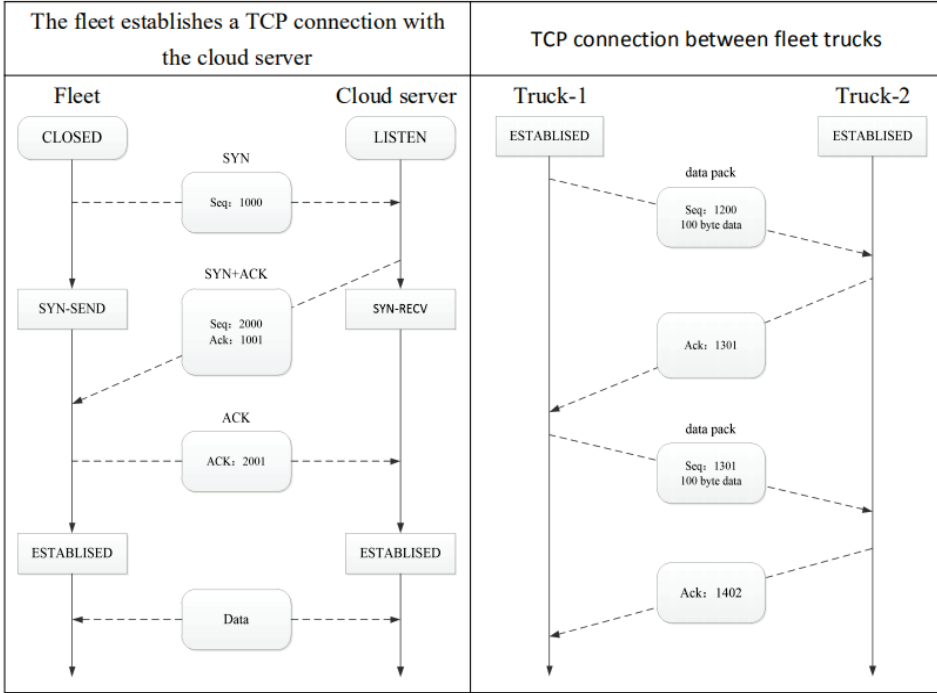 The fleet establishes a TCP connection with
the cloud server
Fleet
Cloud server
CLOSED
LISTEN
SYN
Seq: 1000
SYN+ACK
SYN-SEND
Seq: 2000
Ack: 1001
SYN-RECV
ACK
ACK: 2001
ESTABLISED
ESTABLISED
Data
TCP connection between fleet trucks
Truck-1
Truck-2
ESTABLISED
ESTABLISED
data pack
Seq: 1200
100 byte data
Ack: 1301
data pack
Seq: 1301
100 byte data
Ack: 1402